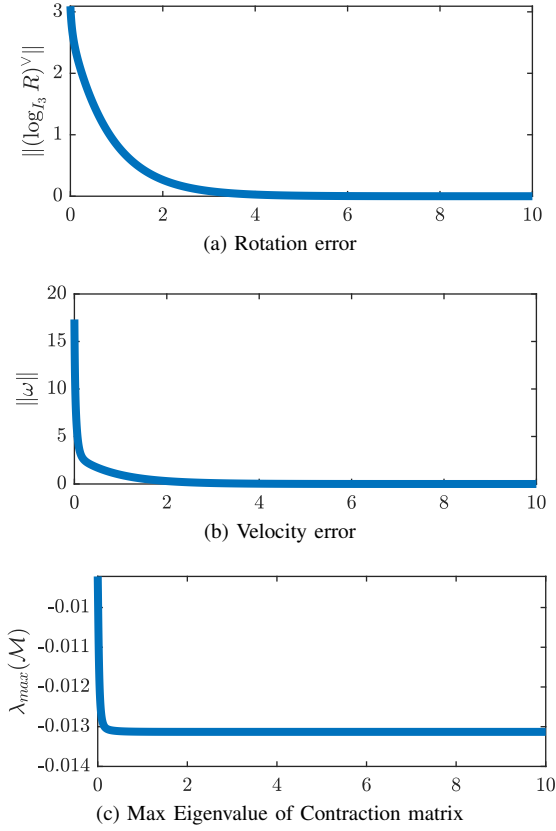 3
2
1
0
||(log_{I_3} R)^∨||
0 2 4 6 8 10
(a) Rotation error
20
15
10
5
0
||ω||
0 2 4 6 8 10
(b) Velocity error
-0.01
-0.011
-0.012
-0.013
-0.014
λ_{max}(ℳ)
0 2 4 6 8 10
(c) Max Eigenvalue of Contraction matrix